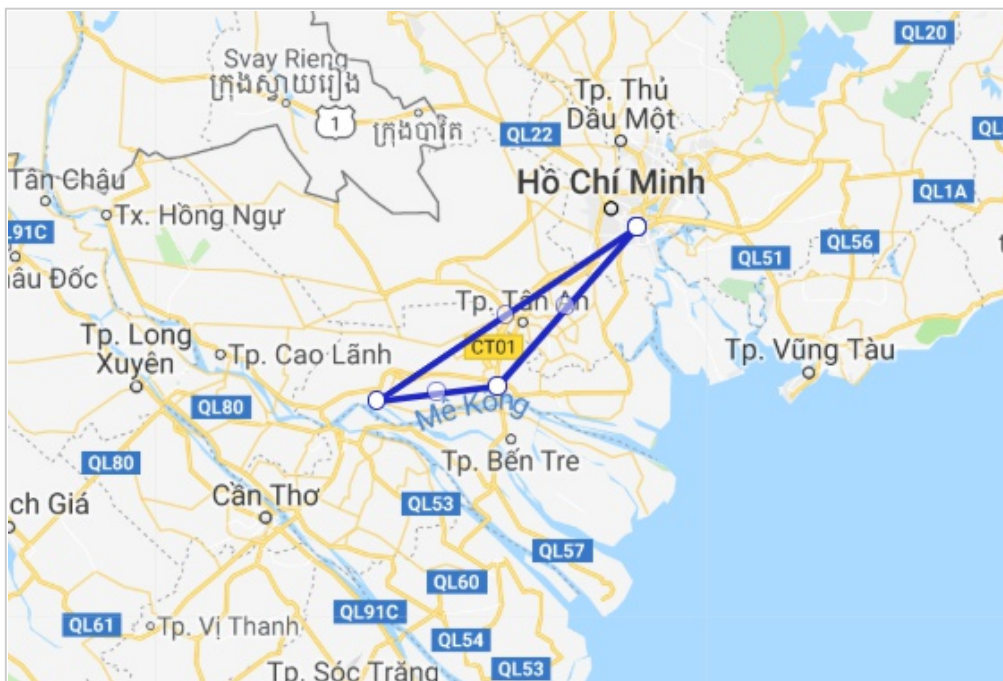 QL20
Svay Rieng
ក្រុងស្វាយរៀង
Tp. Thủ
Dầu Một
1
ក្រុងបាវិត
QL22
QL
Tân Châu
Hồ Chí Minh
QL1A
Tx. Hồng Ngự
91C
QL51
QL56
t
âu Đốc
Tp. Tân An
Tp. Long
Xuyên
Tp. Cao Lãnh
CT01
Tp. Vũng Tàu
QL80
Mê Kông
Tp. Bến Tre
QL80
ch Giá
Cần Thơ
QL53
QL57
QL60
QL91C
QL61
Tp. Vị Thanh
QL54
Tp. Sóc Trăng
QL53